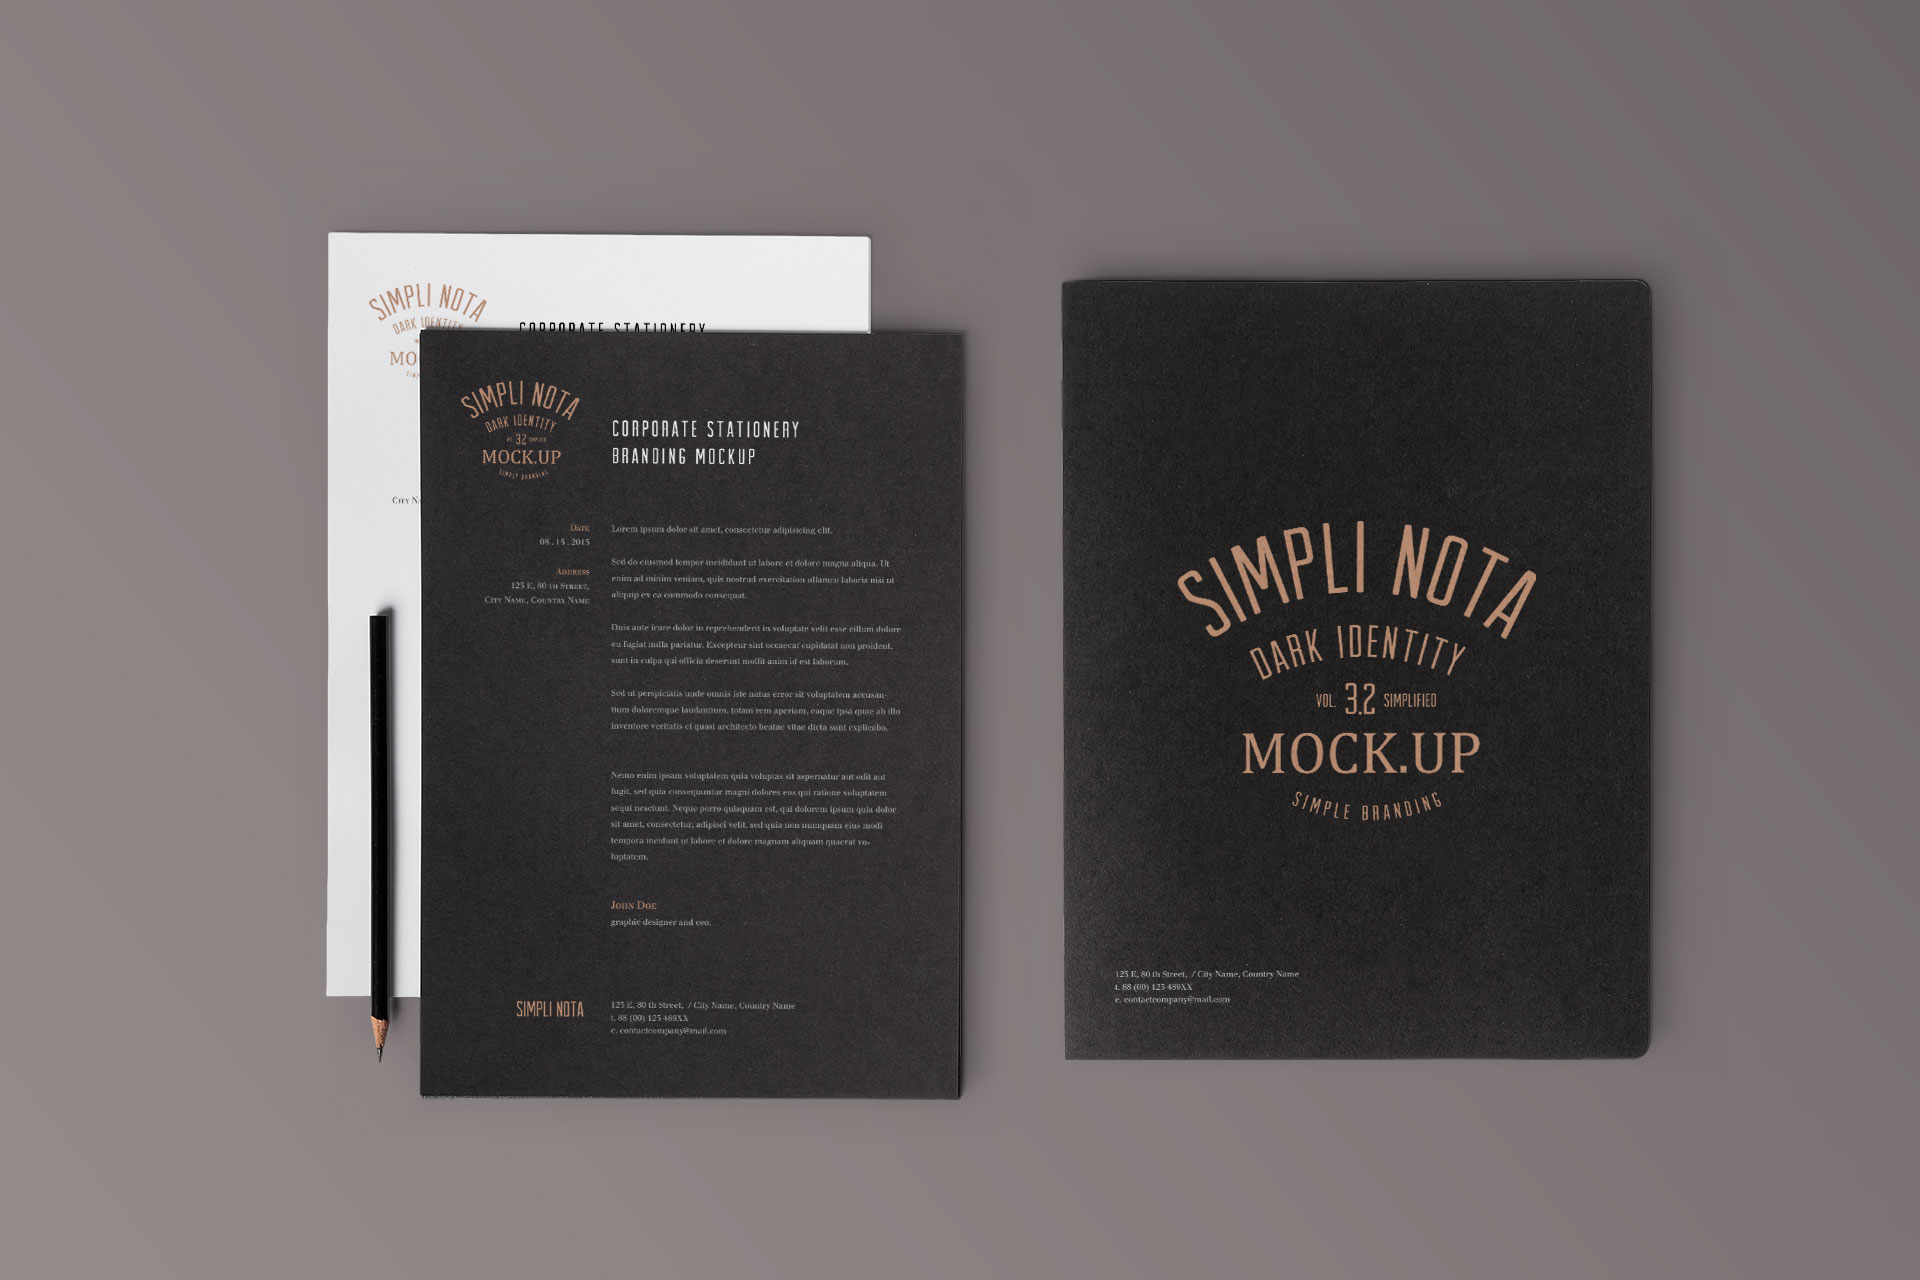 SIMPLI NOTA
DARK IDENTITY
MO
CORPORATE STATIONERY
CITY N
SIMPLI NOTA
DARK IDENTITY
32
MOCK.UP
SIMPLY BRANDING
CORPORATE STATIONERY
BRANDING MOCKUP
DATE
08 . 15 . 2015
ADDRESS
123 E, 80 TH STREET,
CITY NAME, COUNTRY NAME
Lorem ipsum dolor sit amet, consectetur adipisicing elit.
Sed do eiusmod tempor incididunt ut labore et dolore magna aliqua. Ut
enim ad minim veniam, quis nostrud exercitation ullamco laboris nisi ut
aliquip ex ea commodo consequat.
Duis aute irure dolor in reprehenderit in voluptate velit esse cillum dolore
eu fugiat nulla pariatur. Excepteur sint occaecat cupidatat non proident,
sunt in culpa qui officia deserunt mollit anim id est laborum.
Sed ut perspiciatis unde omnis iste natus error sit voluptatem accusan-
tium doloremque laudantium, totam rem aperiam, eaque ipsa quae ab illo
inventore veritatis et quasi architecto beatae vitae dicta sunt explicabo.
Nemo enim ipsam voluptatem quia voluptas sit aspernatur aut odit aut
fugit, sed quia consequuntur magni dolores eos qui ratione voluptatem
sequi nesciunt. Neque porro quisquam est, qui dolorem ipsum quia dolor
sit amet, consectetur, adipisci velit, sed quia non numquam eius modi
tempora incidunt ut labore et dolore magnam aliquam quaerat vo-
luptatem.
JOHN DOE
graphic designer and ceo.
SIMPLI NOTA
123 E, 80 th Street, / City Name, Country Name
t. 88 (00) 123 489XX
e. contactcompany@mail.com
SIMPLI NOTA
DARK IDENTITY
VOL. 3.2 SIMPLIFIED
MOCK.UP
SIMPLE BRANDING
123 E, 80 th Street, / City Name, Country Name
t. 88 (00) 123 489XX
e. contactcompany@mail.com